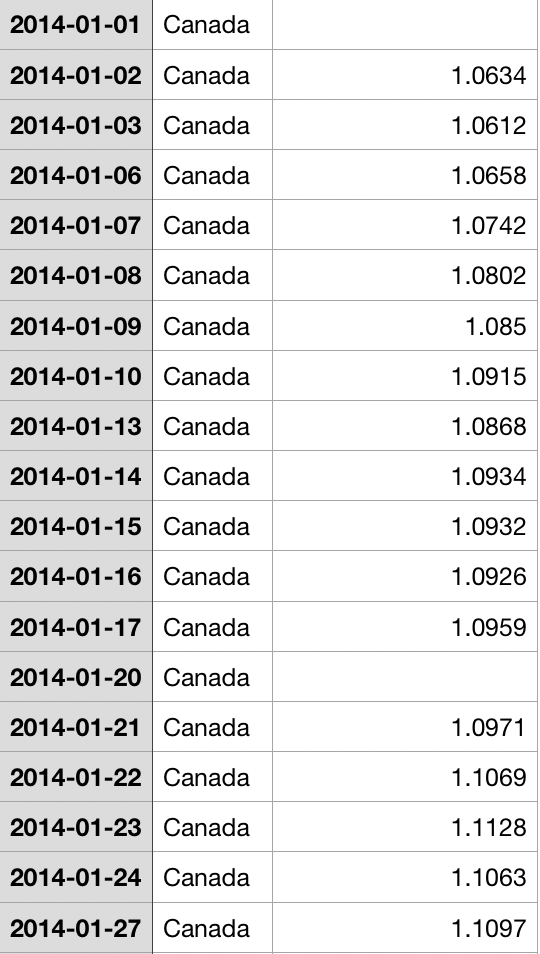 2014-01-01 Canada
2014-01-02 Canada 1.0634
2014-01-03 Canada 1.0612
2014-01-06 Canada 1.0658
2014-01-07 Canada 1.0742
2014-01-08 Canada 1.0802
2014-01-09 Canada 1.085
2014-01-10 Canada 1.0915
2014-01-13 Canada 1.0868
2014-01-14 Canada 1.0934
2014-01-15 Canada 1.0932
2014-01-16 Canada 1.0926
2014-01-17 Canada 1.0959
2014-01-20 Canada
2014-01-21 Canada 1.0971
2014-01-22 Canada 1.1069
2014-01-23 Canada 1.1128
2014-01-24 Canada 1.1063
2014-01-27 Canada 1.1097